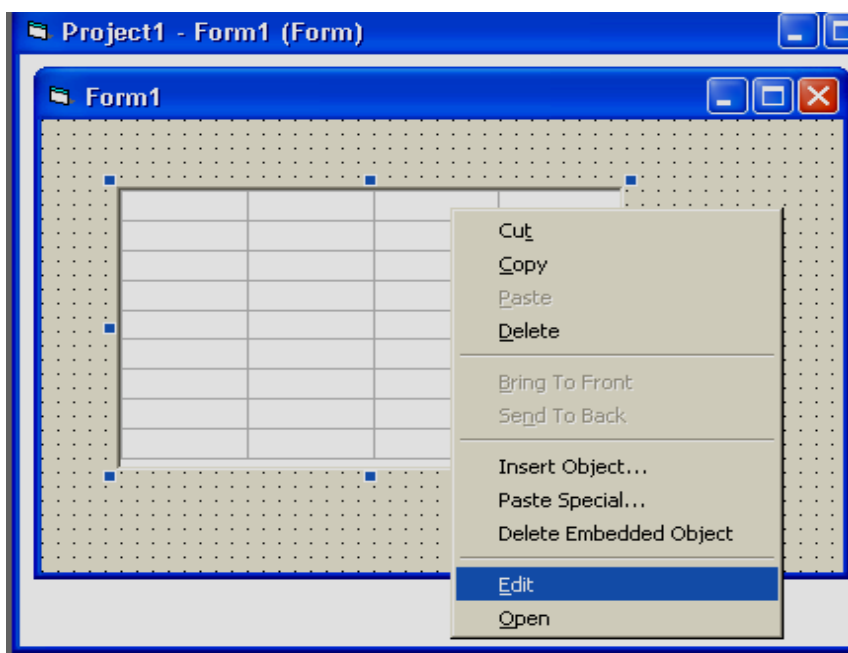 Project1 - Form1 (Form)
Form1
Cut
Copy
Paste
Delete
Bring To Front
Send To Back
Insert Object...
Paste Special...
Delete Embedded Object
Edit
Open